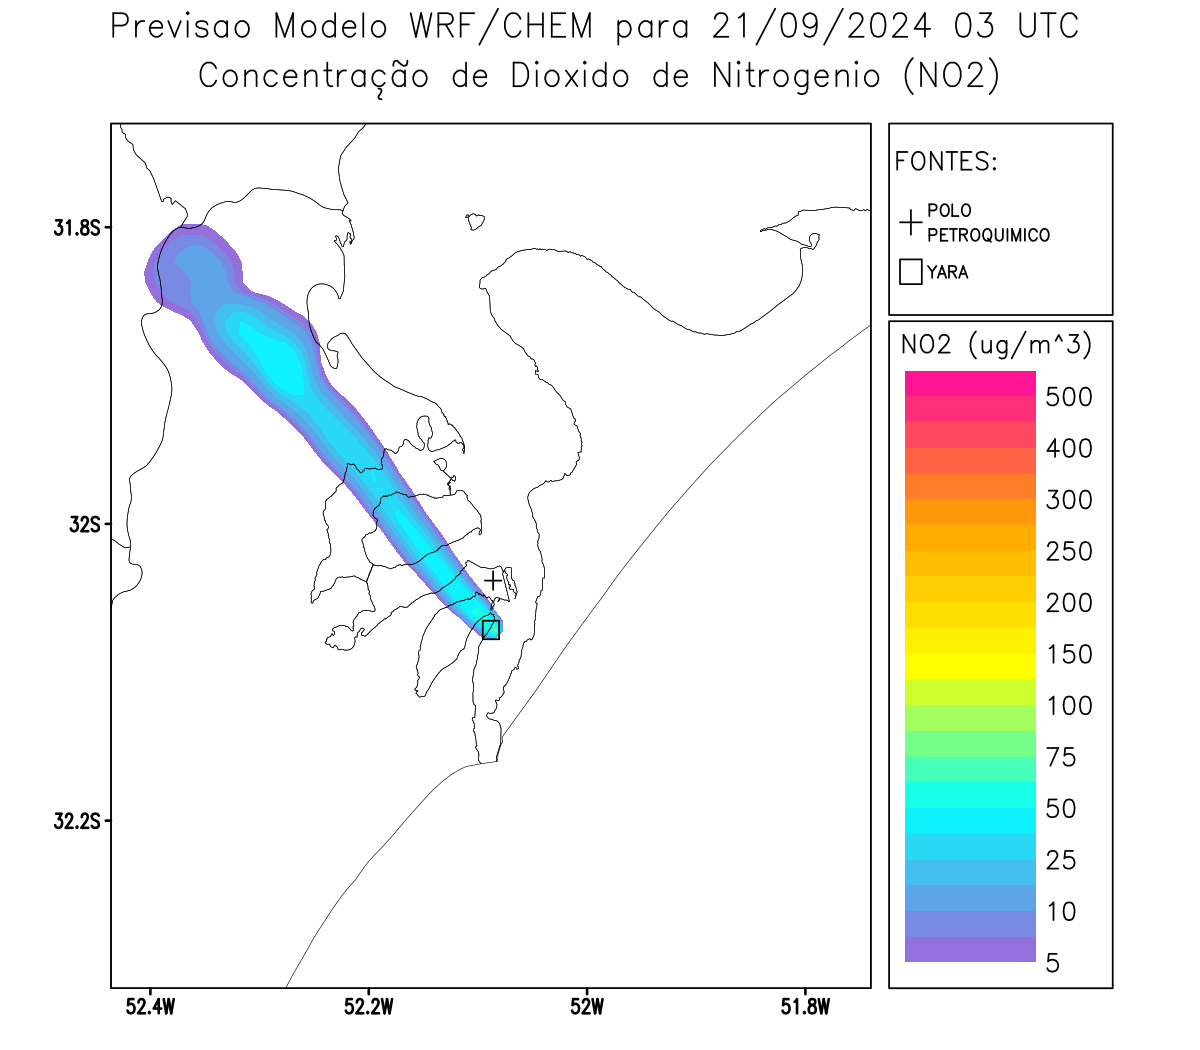 Previsao Modelo WRF/CHEM para 21/09/2024 03 UTC
Concentração de Dioxido de Nitrogenio (NO2)
FONTES:
POLO
PETROQUIMICO
YARA
31.8S
32S
32.2S
52.4W
52.2W
52W
51.8W
NO2 (ug/m^3)
500
400
300
250
200
150
100
75
50
25
10
5